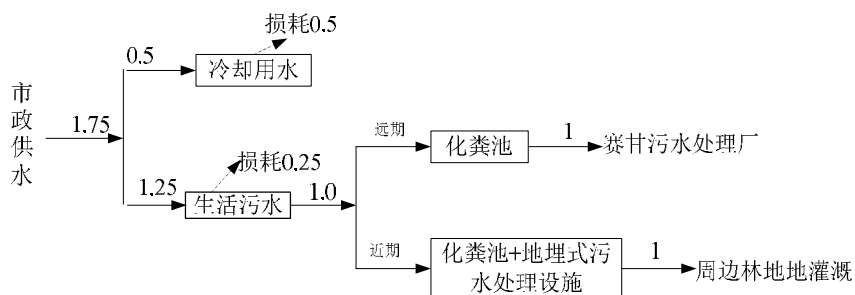 损耗0.5
0.5
冷却用水
市政供水
1.75
损耗0.25
1.25
生活污水
1.0
远期
化粪池
1
赛甘污水处理厂
近期
化粪池+地埋式污
水处理设施
1
周边林地地灌溉